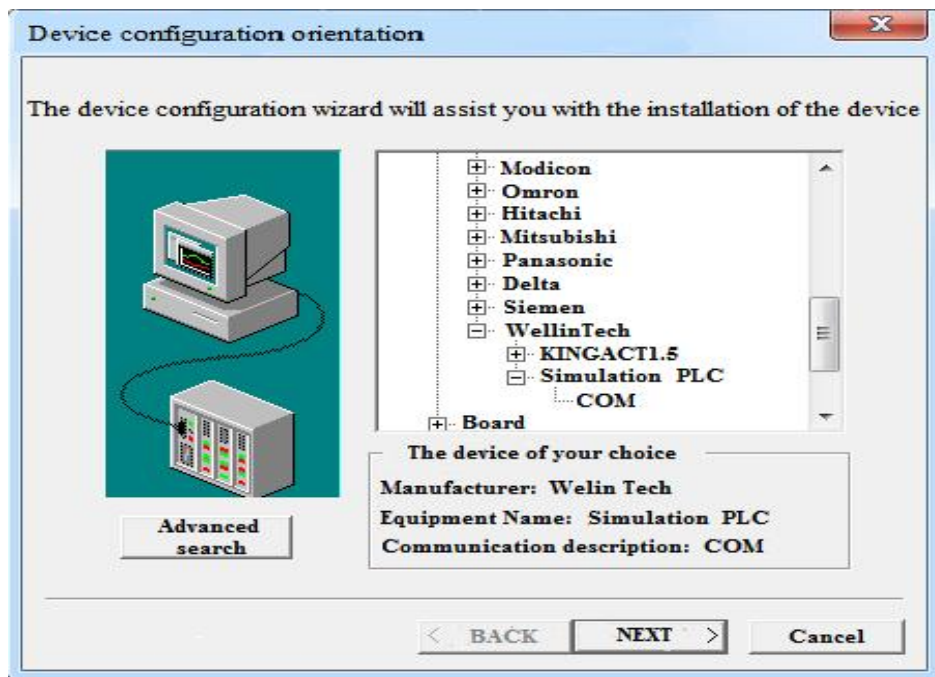 Device configuration orientation
The device configuration wizard will assist you with the installation of the device
Modicon
Omron
Hitachi
Mitsubishi
Panasonic
Delta
Siemen
WellinTech
KINGACT1.5
Simulation PLC
COM
Board
The device of your choice
Manufacturer: Welin Tech
Equipment Name: Simulation PLC
Communication description: COM
Advanced
search
< BACK
NEXT >
Cancel